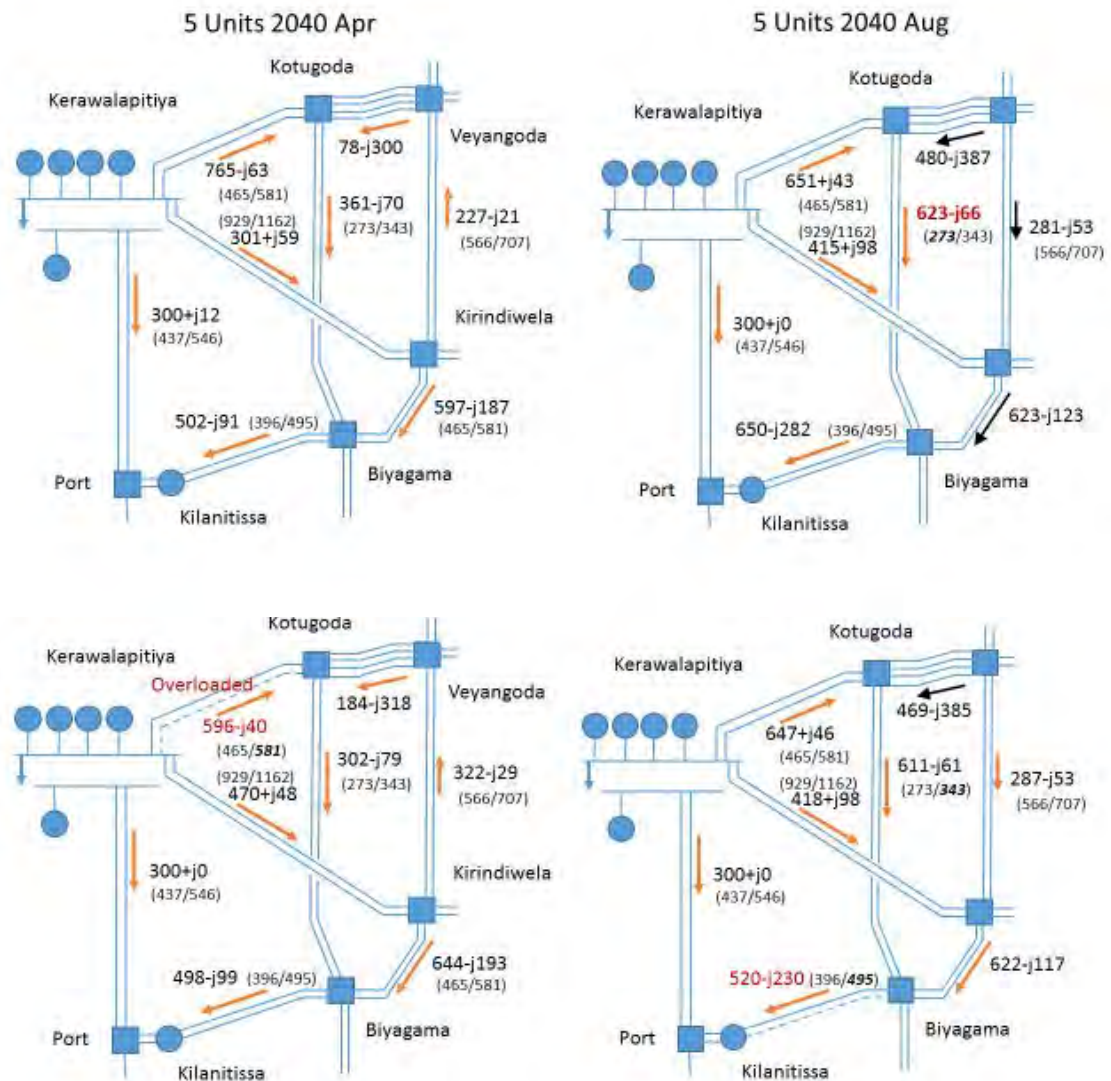 5 Units 2040 Apr
Kotugoda
Kerawalapitiya
Veyangoda
78-j300
765-j63
(465/581)
(929/1162)
301+j59
361-j70
(273/343)
227-j21
(566/707)
Kirindiwela
300+j12
(437/546)
597-j187
(465/581)
502-j91 (396/495)
Biyagama
Port
Kilanitissa
5 Units 2040 Aug
Kotugoda
Kerawalapitiya
480-j387
651+j43
(465/581)
(929/1162)
415+j98
623-j66
(273/343)
281-j53
(566/707)
300+j0
(437/546)
623-j123
650-j282 (396/495)
Biyagama
Port
Kilanitissa
Kotugoda
Kerawalapitiya
Overloaded
Veyangoda
184-j318
596-j40
(465/581)
(929/1162)
470+j48
302-j79
(273/343)
322-j29
(566/707)
Kirindiwela
300+j0
(437/546)
644-j193
(465/581)
498-j99 (396/495)
Biyagama
Port
Kilanitissa
Kotugoda
Kerawalapitiya
469-j385
647+j46
(465/581)
(929/1162)
418+j98
611-j61
(273/343)
287-j53
(566/707)
300+j0
(437/546)
622-j117
520-j230 (396/495)
Biyagama
Port
Kilanitissa